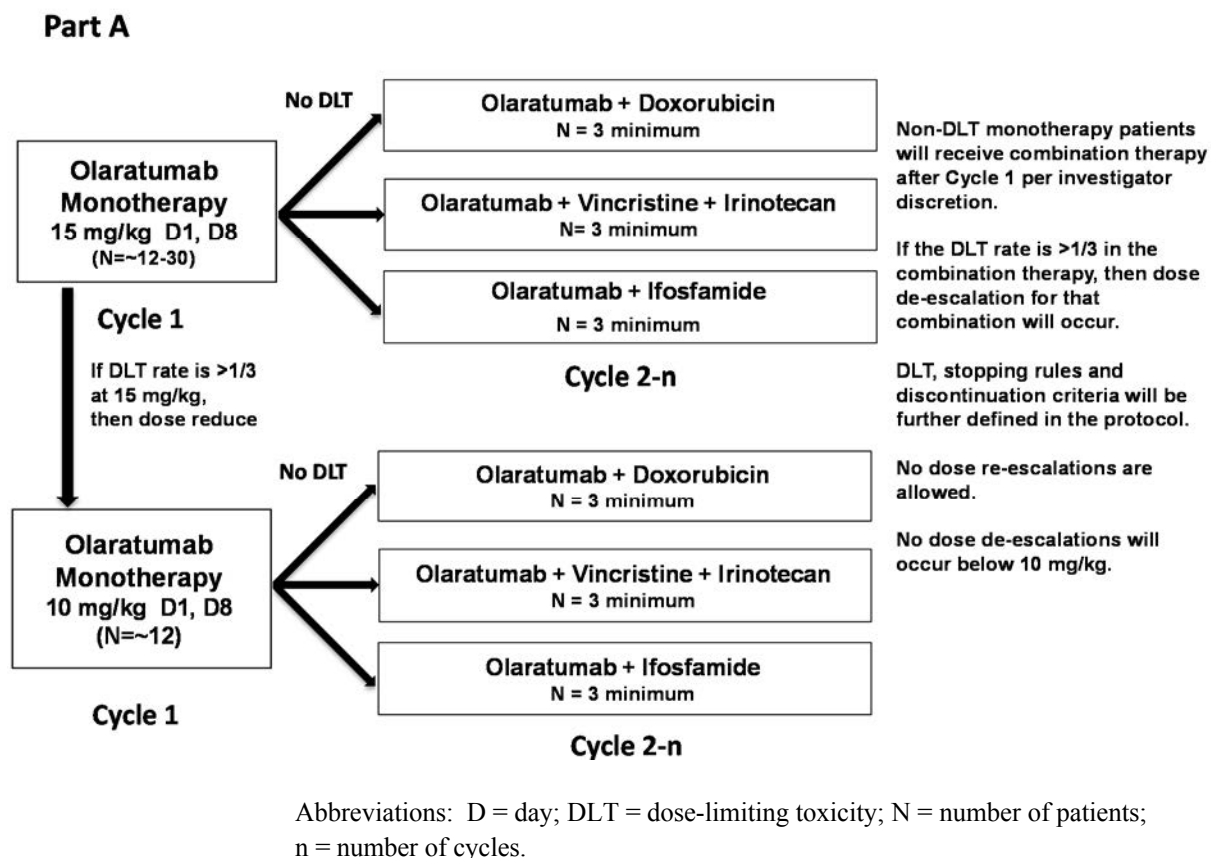 Part A
No DLT
Olaratumab
Monotherapy
15 mg/kg  D1, D8
(N=~12-30)
Cycle 1
Olaratumab + Doxorubicin
N = 3 minimum
Olaratumab + Vincristine + Irinotecan
N= 3 minimum
Olaratumab + Ifosfamide
N = 3 minimum
Cycle 2-n
If DLT rate is >1/3
at 15 mg/kg,
then dose reduce
No DLT
Olaratumab
Monotherapy
10 mg/kg  D1, D8
(N=~12)
Cycle 1
Olaratumab + Doxorubicin
N = 3 minimum
Olaratumab + Vincristine + Irinotecan
N = 3 minimum
Olaratumab + Ifosfamide
N = 3 minimum
Cycle 2-n
Non-DLT monotherapy patients
will receive combination therapy
after Cycle 1 per investigator
discretion.
If the DLT rate is >1/3 in the
combination therapy, then dose
de-escalation for that
combination will occur.
DLT, stopping rules and
discontinuation criteria will be
further defined in the protocol.
No dose re-escalations are
allowed.
No dose de-escalations will
occur below 10 mg/kg.
Abbreviations:  D = day; DLT = dose-limiting toxicity; N = number of patients;
n = number of cycles.